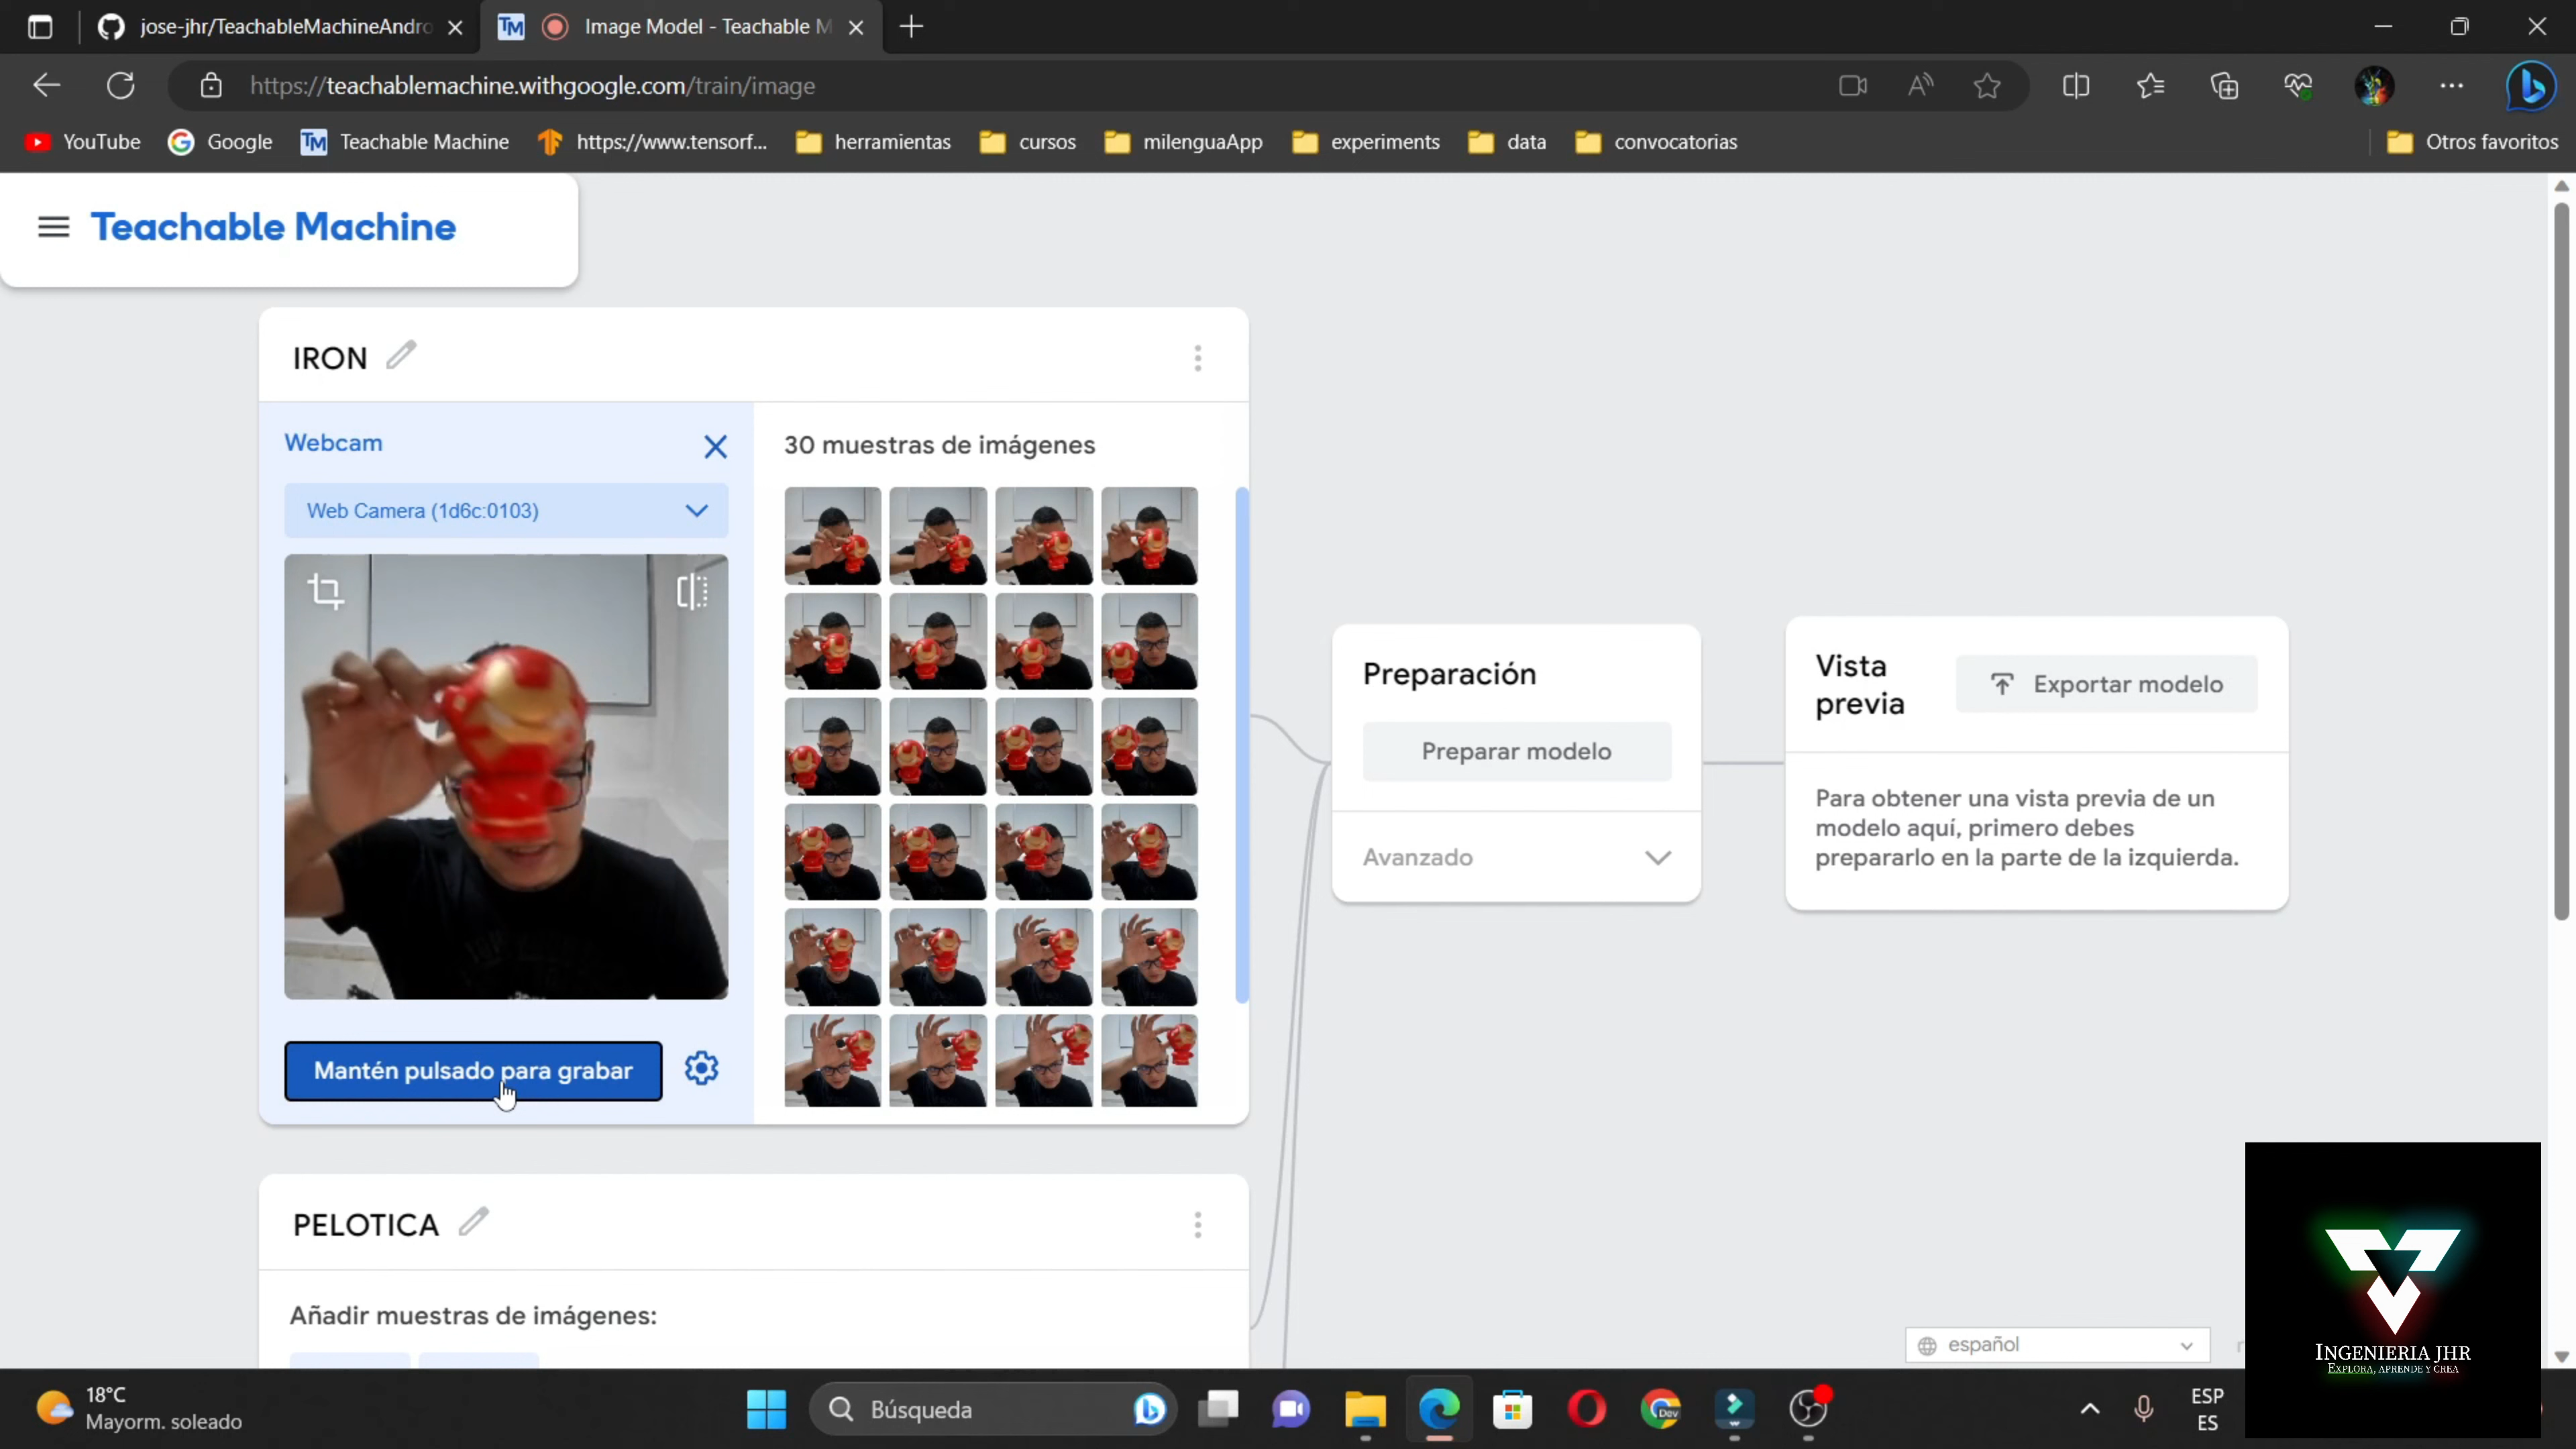 jose-jhr/TeachableMachineAndro
TM
Image Model - Teachable M
https://teachablemachine.withgoogle.com/train/image
YouTube
Google
TM
Teachable Machine
https://www.tensorf...
herramientas
cursos
milenguaApp
experiments
data
convocatorias
Otros favoritos
Teachable Machine
IRON
Webcam
Web Camera (1d6c:0103)
Mantén pulsado para grabar
30 muestras de imágenes
Preparación
Preparar modelo
Avanzado
Vista
previa
Exportar modelo
Para obtener una vista previa de un
modelo aquí, primero debes
prepararlo en la parte de la izquierda.
PELOTICA
Añadir muestras de imágenes:
español
INGENIERIA JHR
EXPLORA, APRENDE Y CREA
18°C
Mayorm. soleado
Búsqueda
Dev
ESP
ES